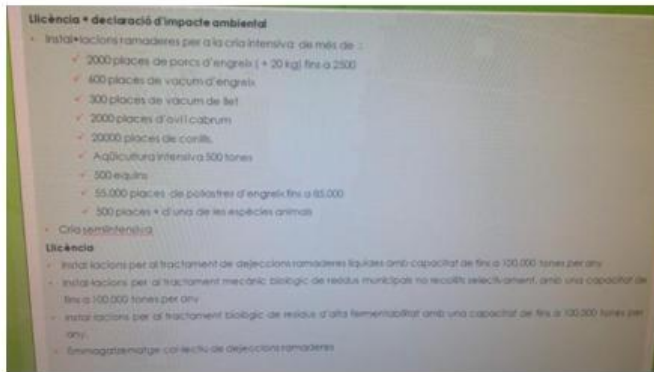 Llicència + declaració d'impacte ambiental
Instal·lacions ramaderes per a la cria intensiva de més de :
2000 places de porcs d'engreix ( + 20 kg) fins a 2500
600 places de vacum d'engreix
300 places de vacum de llet
2000 places d'oví i cabrum
20000 places de conills.
Aqüicultura intensiva 500 tones
500 equins
55.000 places de pollastres d'engreix fins a 85.000
500 places + d'una de les espècies animals
Cria semiintensiva
Llicència
Instal·lacions per al tractament de dejeccions ramaderes líquides amb capacitat de fins a 100.000 tones per any
Instal·lacions per al tractament mecànic biològic de residus municipals no recollits selectivament, amb una capacitat de
fins a 100.000 tones per any
Instal·lacions per al tractament biològic de residus d'alta fermentabilitat amb una capacitat de fins a 100.000 tones per
any.
Emmagatzematge col·lectiu de dejeccions ramaderes